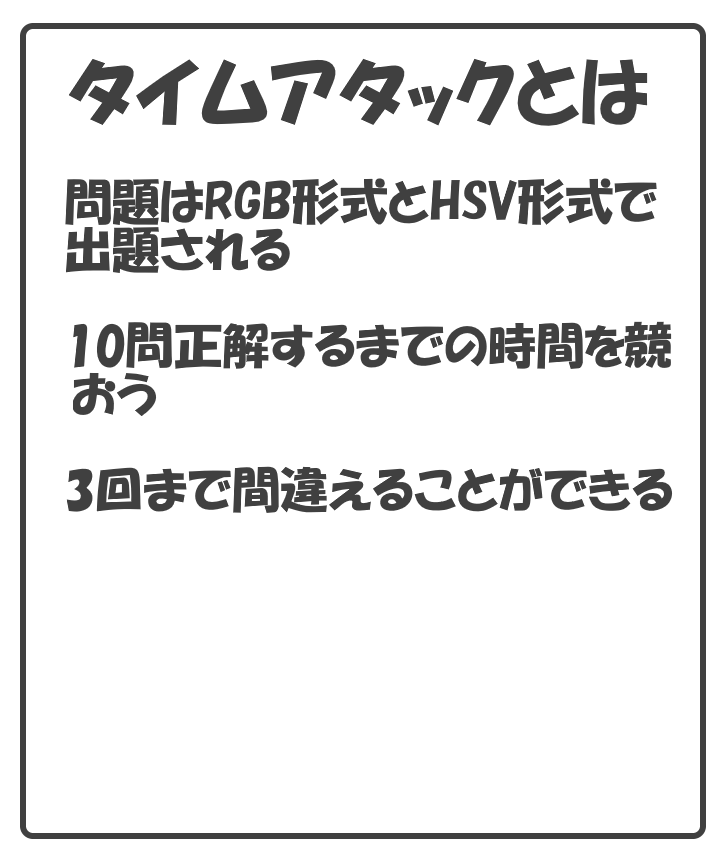 タイムアタックとは
問題はRGB形式とHSV形式で
出題される
10問正解するまでの時間を競
おう
3回まで間違えることができる